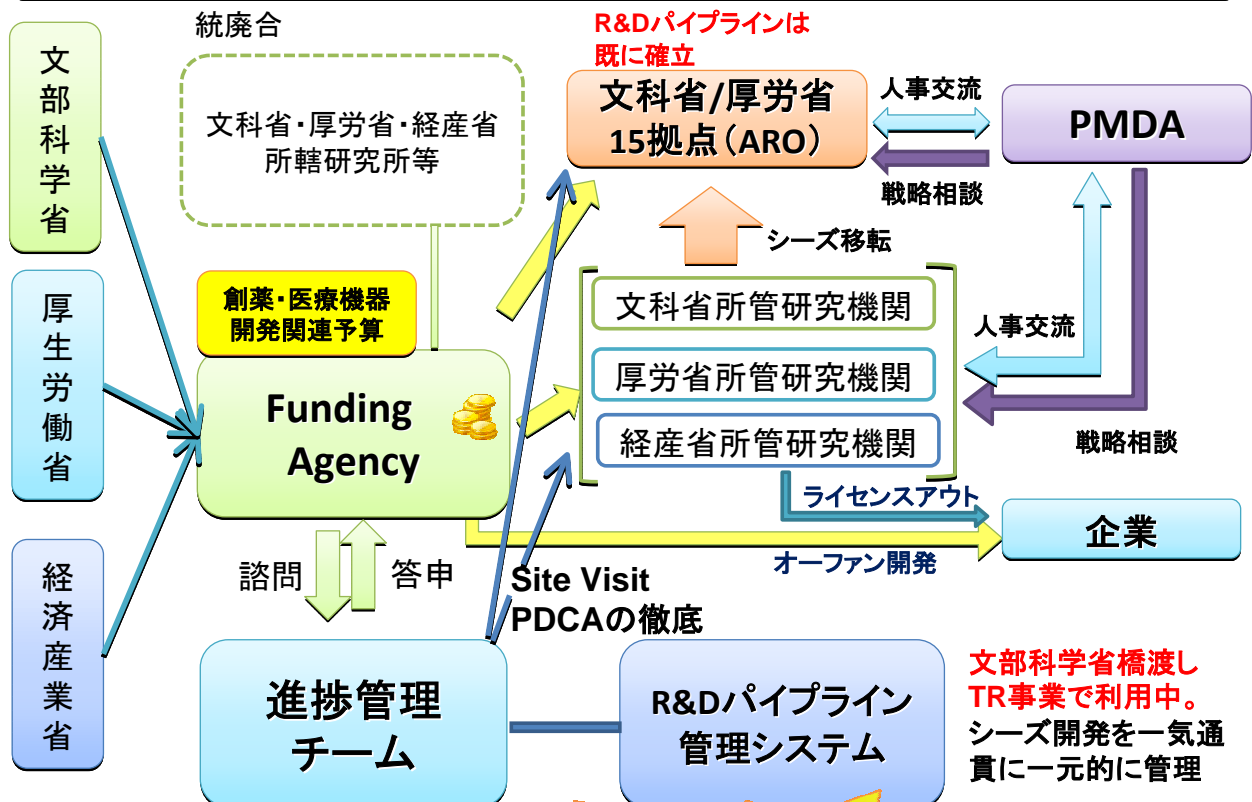 統廃合
文部科学省
厚生労働省
経済産業省
文科省・厚労省・経産省
所轄研究所等
R&Dパイプラインは
既に確立
文科省/厚労省
15拠点（ARO）
人事交流
戦略相談
PMDA
シーズ移転
創薬・医療機器
開発関連予算
Funding
Agency
文科省所管研究機関
厚労省所管研究機関
経産省所管研究機関
人事交流
戦略相談
ライセンスアウト
オーファン開発
企業
諮問
答申
Site Visit
PDCAの徹底
進捗管理
チーム
R&Dパイプライン
管理システム
文部科学省橋渡し
TR事業で利用中。
シーズ開発を一気通
貫に一元的に管理